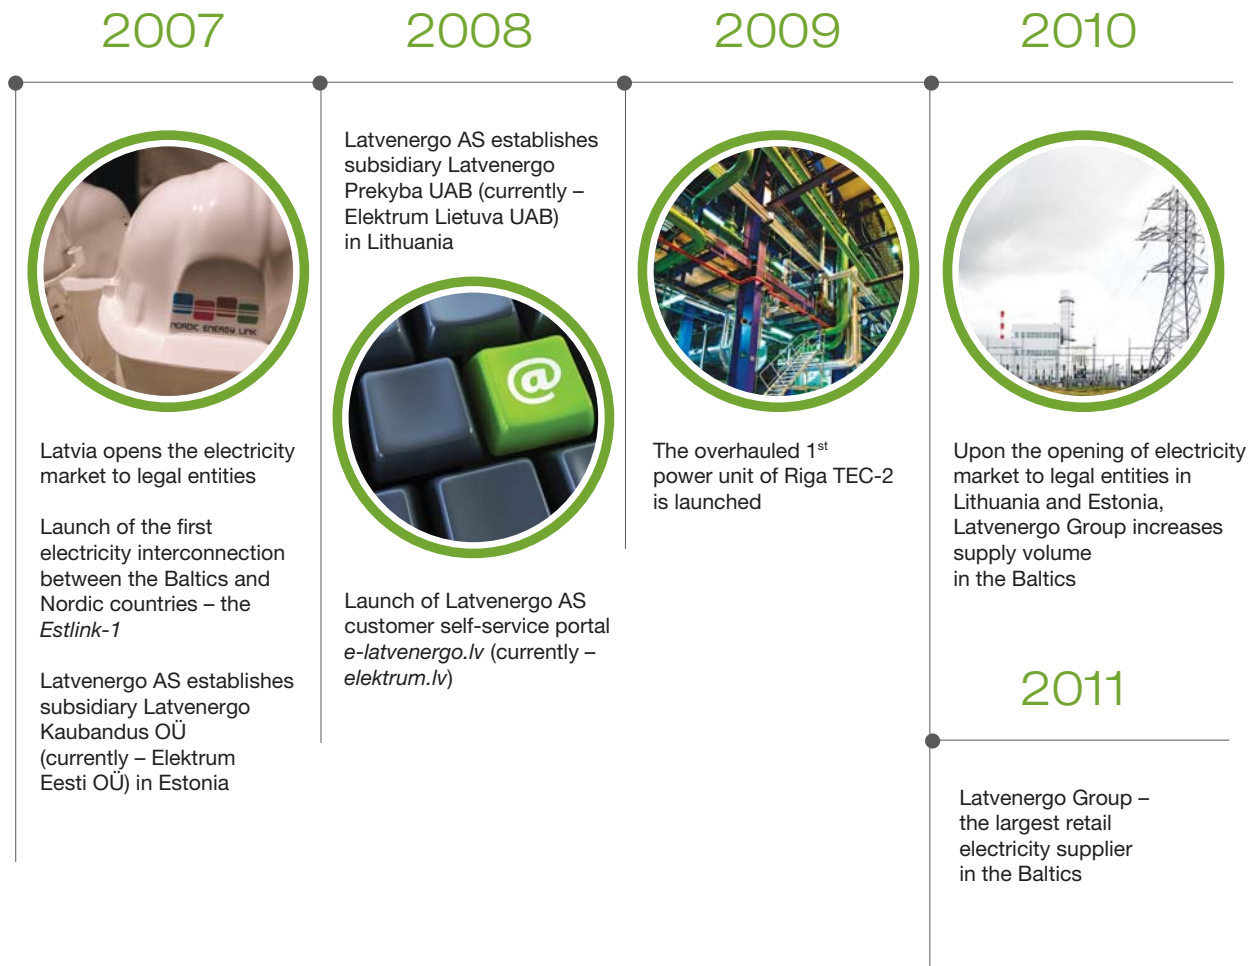 2007
Latvia opens the electricity
market to legal entities
Launch of the first
electricity interconnection
between the Baltics and
Nordic countries – the
Estlink-1
Latvenergo AS establishes
subsidiary Latvenergo
Kaubandus OÜ
(currently – Elektrum
Eesti OÜ) in Estonia
NORDIC ENERGY LINK
2008
Latvenergo AS establishes
subsidiary Latvenergo
Prekyba UAB (currently –
Elektrum Lietuva UAB)
in Lithuania
@
Launch of Latvenergo AS
customer self-service portal
e-latvenergo.lv (currently –
elektrum.lv)
2009
The overhauled 1st
power unit of Riga TEC-2
is launched
2010
Upon the opening of electricity
market to legal entities in
Lithuania and Estonia,
Latvenergo Group increases
supply volume
in the Baltics
2011
Latvenergo Group –
the largest retail
electricity supplier
in the Baltics